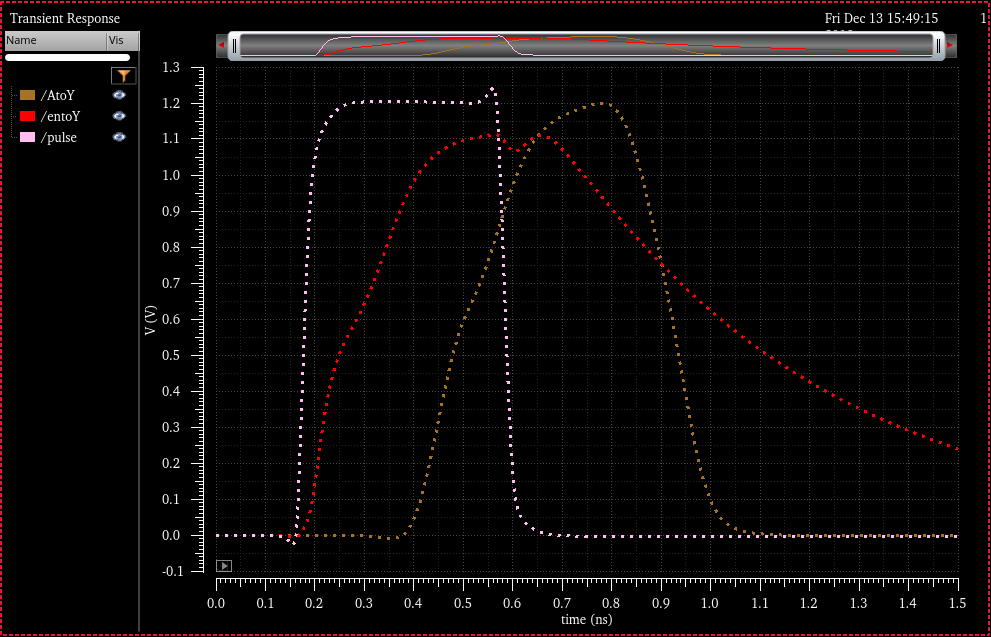 Transient Response
Fri Dec 13 15:49:15
1
Name Vis
/AtoY
/entoY
/pulse
1.3
1.2
1.1
1.0
0.9
0.8
0.7
0.6
0.5
0.4
0.3
0.2
0.1
0.0
-0.1
V (V)
0.0 0.1 0.2 0.3 0.4 0.5 0.6 0.7 0.8 0.9 1.0 1.1 1.2 1.3 1.4 1.5
time (ns)